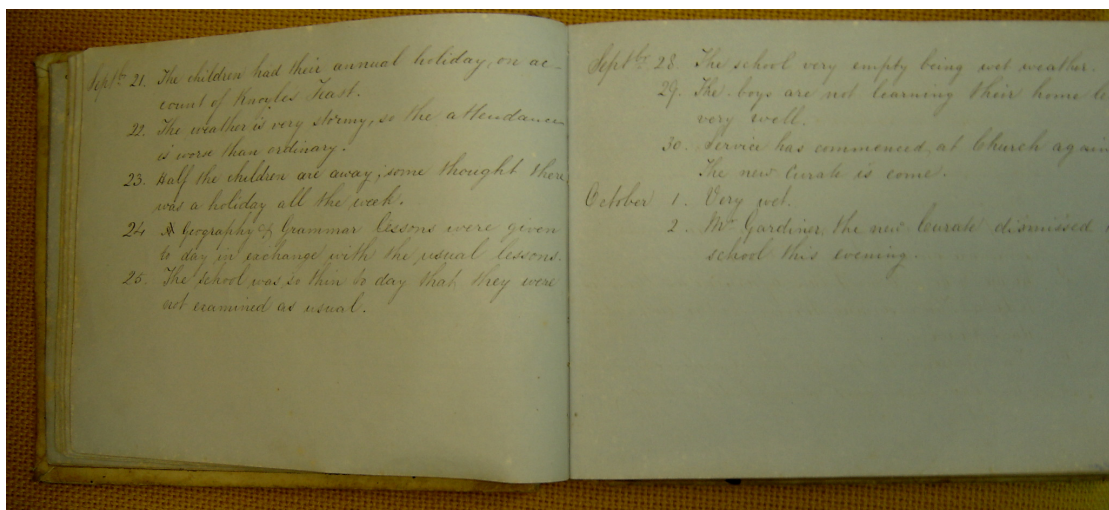 Septbr 21. The children had their annual holiday, on ac-
count of Knoyle Feast.
22. The weather is very stormy, so the attendance
is worse than ordinary.
23. Half the children are away; some thought there
was a holiday all the week.
24 Geography & Grammar lessons were given
to day in exchange with the usual lessons.
25. The school was so thin to day that they were
not examined as usual.
Septbr 28 The school very empty being wet weather.
29. The boys are not learning their home le
very well.
30. Service has commenced at Church again
The new Curate is come.
October 1. Very wet.
2. Mr Gardiner, the new Curate dismissed
school this evening.